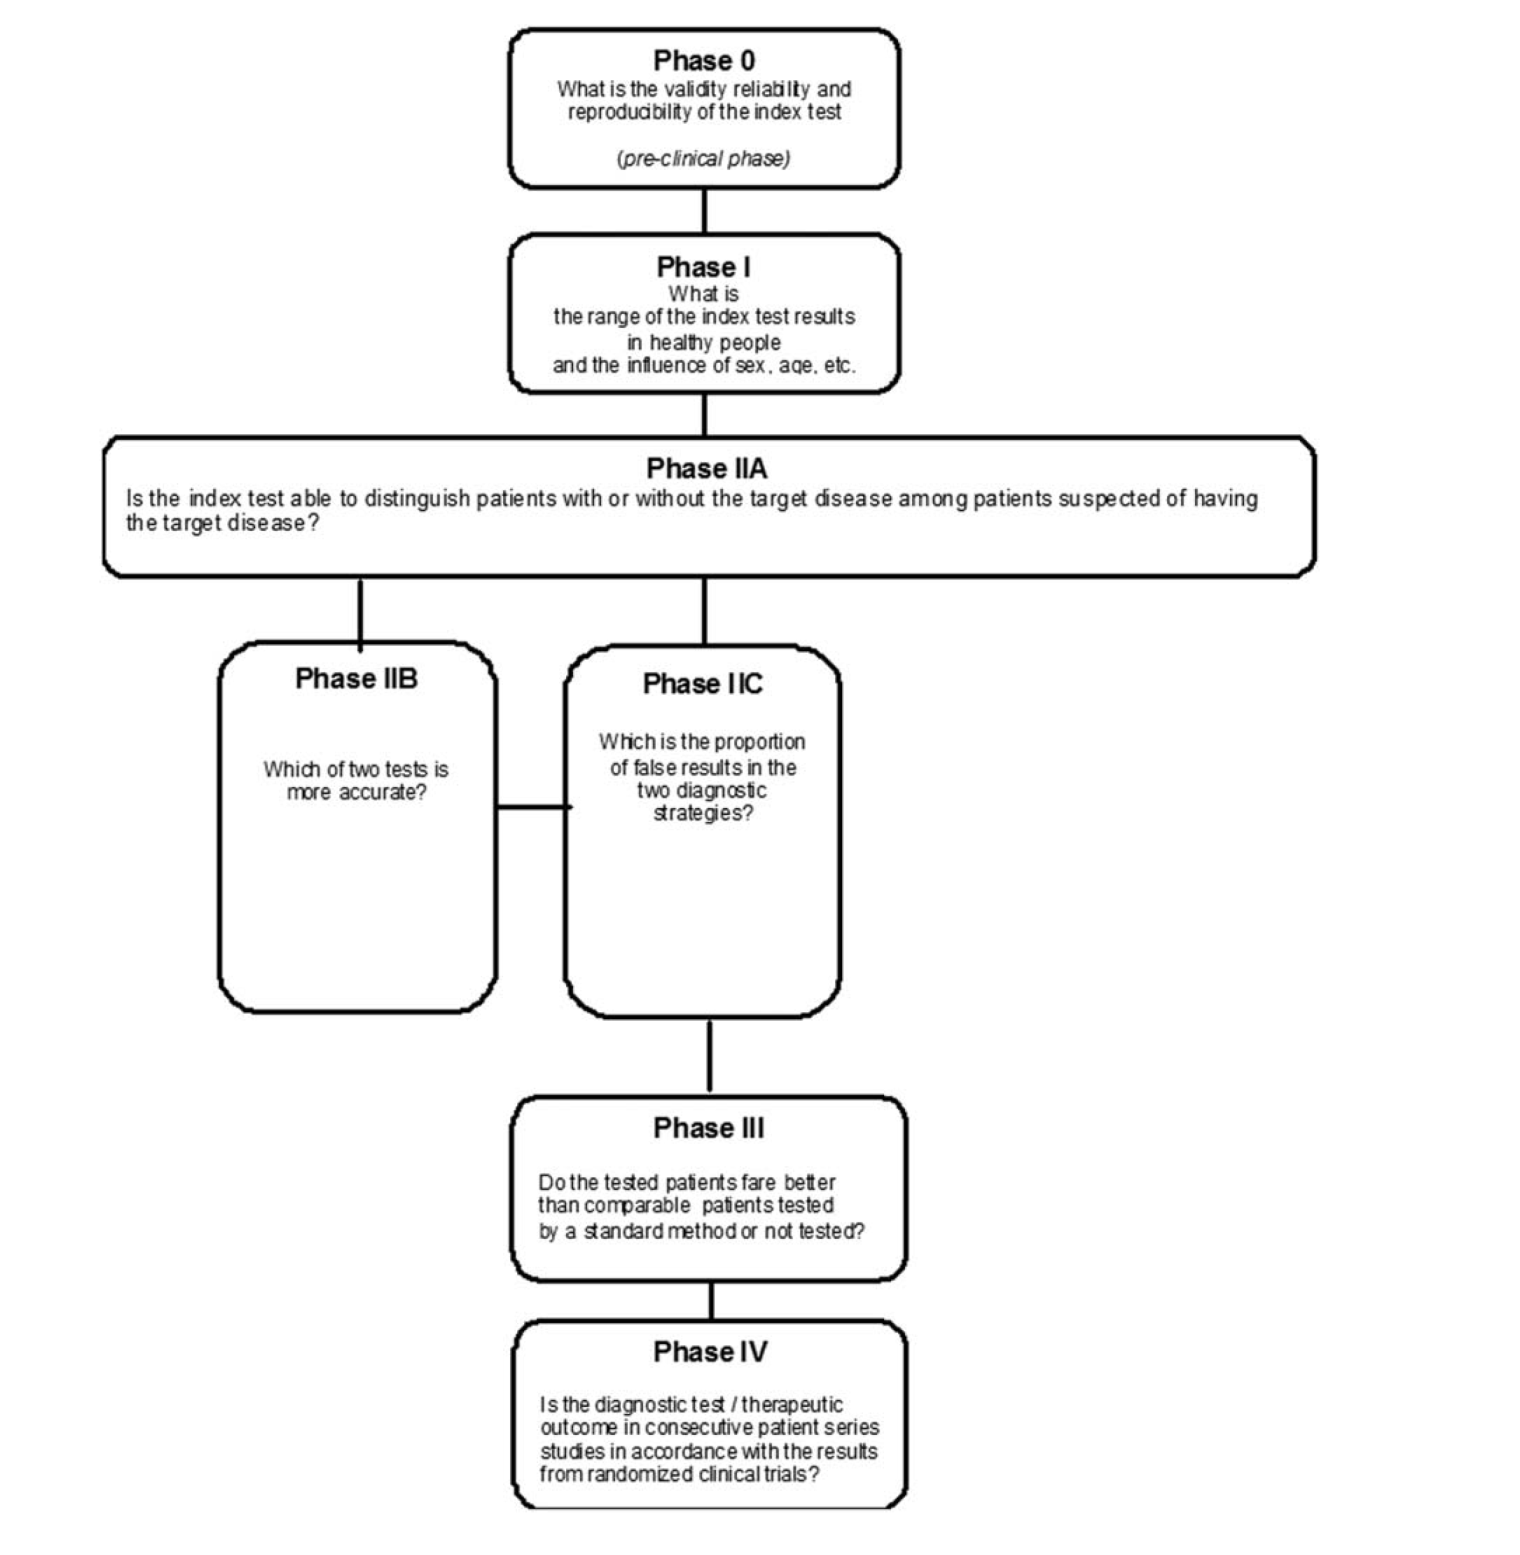 Phase 0
What is the validity reliability and
reproducibility of the index test
(pre-clinical phase)
Phase I
What is
the range of the index test results
in healthy people
and the influence of sex, age, etc.
Phase IIA
Is the index test able to distinguish patients with or without the target disease among patients suspected of having
the target disease?
Phase IIB
Which of two tests is
more accurate?
Phase IIC
Which is the proportion
of false results in the
two diagnostic
strategies?
Phase III
Do the tested patients fare better
than comparable patients tested
by a standard method or not tested?
Phase IV
Is the diagnostic test / therapeutic
outcome in consecutive patient series
studies in accordance with the results
from randomized clinical trials?